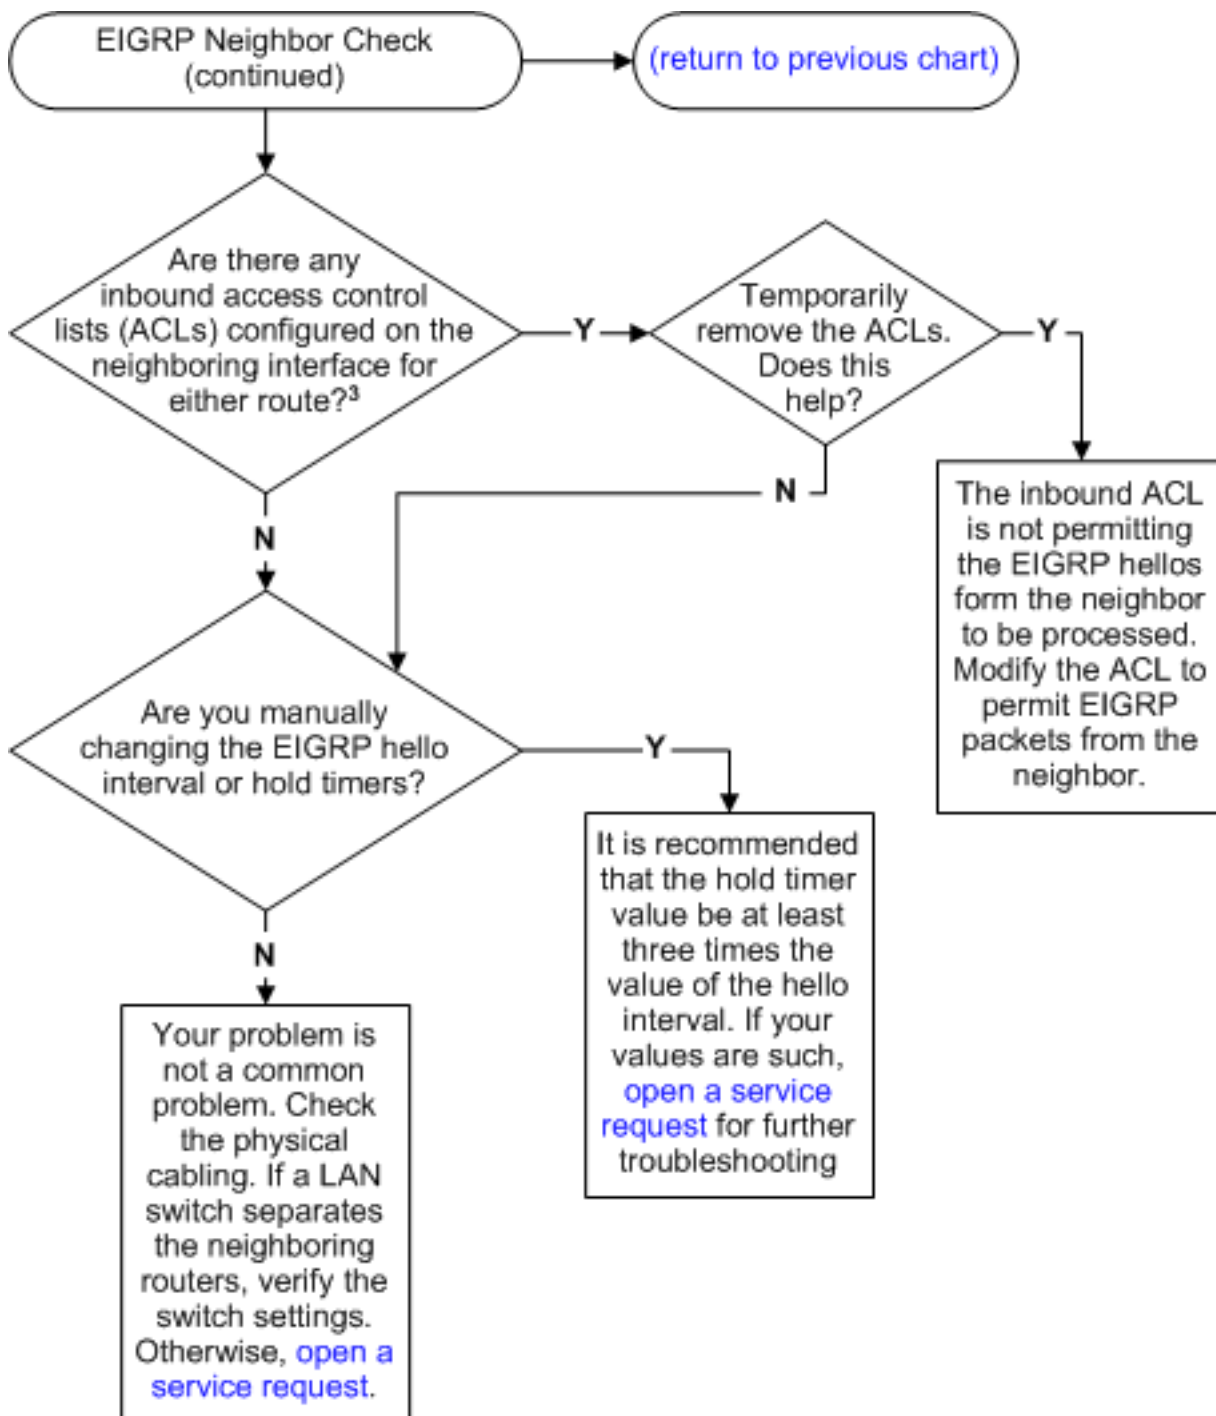 EIGRP Neighbor Check
(continued)
(return to previous chart)
Are there any
inbound access control
lists (ACLs) configured on the
neighboring interface for
either route?³
Y
Temporarily
remove the ACLs.
Does this
help?
Y
N
N
The inbound ACL
is not permitting
the EIGRP hellos
form the neighbor
to be processed.
Modify the ACL to
permit EIGRP
packets from the
neighbor.
Are you manually
changing the EIGRP hello
interval or hold timers?
Y
It is recommended
that the hold timer
value be at least
three times the
value of the hello
interval. If your
values are such,
open a service
request for further
troubleshooting
N
Your problem is
not a common
problem. Check
the physical
cabling. If a LAN
switch separates
the neighboring
routers, verify the
switch settings.
Otherwise, open a
service request.